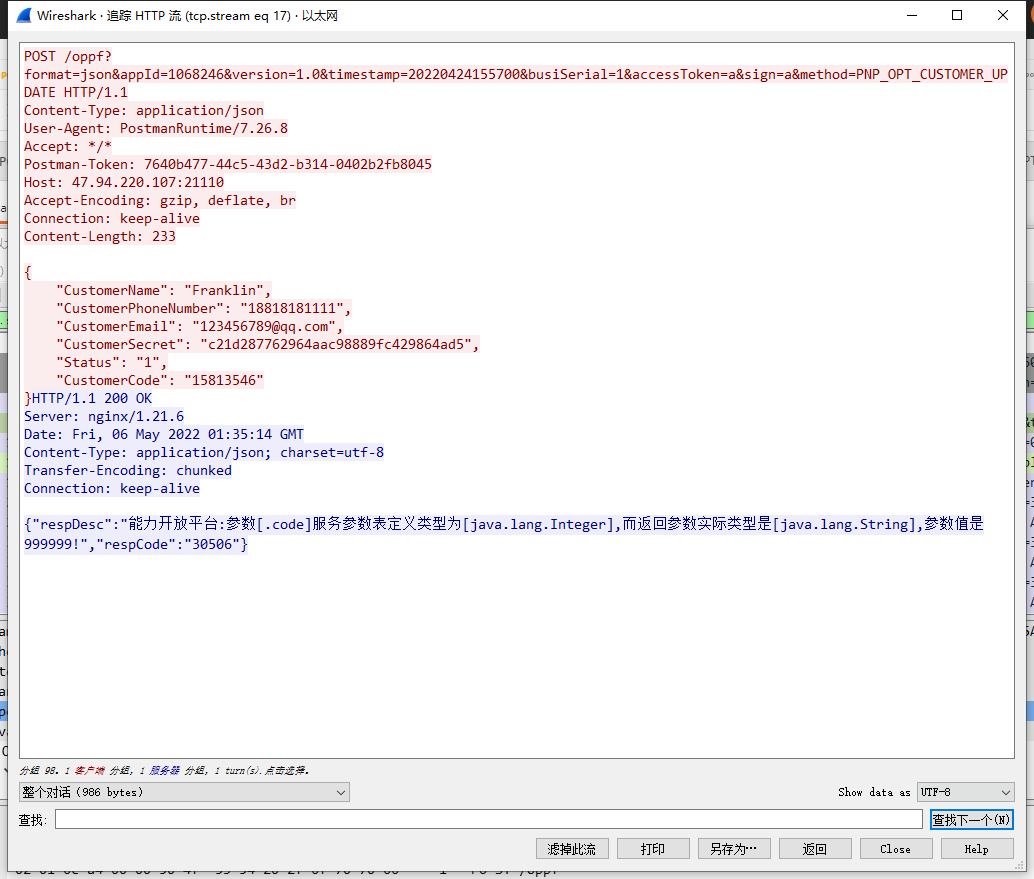 Wireshark · 追踪 HTTP 流 (tcp.stream eq 17) · 以太网
POST /oppf?
format=json&appId=1068246&version=1.0&timestamp=20220424155700&busiSerial=1&accessToken=a&sign=a&method=PNP_OPT_CUSTOMER_UP
DATE HTTP/1.1
Content-Type: application/json
User-Agent: PostmanRuntime/7.26.8
Accept: */*
Postman-Token: 7640b477-44c5-43d2-b314-0402b2fb8045
Host: 47.94.220.107:21110
Accept-Encoding: gzip, deflate, br
Connection: keep-alive
Content-Length: 233
{
"CustomerName": "Franklin",
"CustomerPhoneNumber": "18818181111",
"CustomerEmail": "123456789@qq.com",
"CustomerSecret": "c21d287762964aac98889fc429864ad5",
"Status": "1",
"CustomerCode": "15813546"
}HTTP/1.1 200 OK
Server: nginx/1.21.6
Date: Fri, 06 May 2022 01:35:14 GMT
Content-Type: application/json; charset=utf-8
Transfer-Encoding: chunked
Connection: keep-alive
{"respDesc":"能力开放平台:参数[.code]服务参数表定义类型为[java.lang.Integer],而返回参数实际类型是[java.lang.String],参数值是
999999!","respCode":"30506"}
分组 98。1 客户端 分组, 1 服务器 分组, 1 turn(s).点击选择。
整个对话 (986 bytes)
Show data as UTF-8
查找:
查找下一个(N)
滤掉此流 打印 另存为… 返回 Close Help